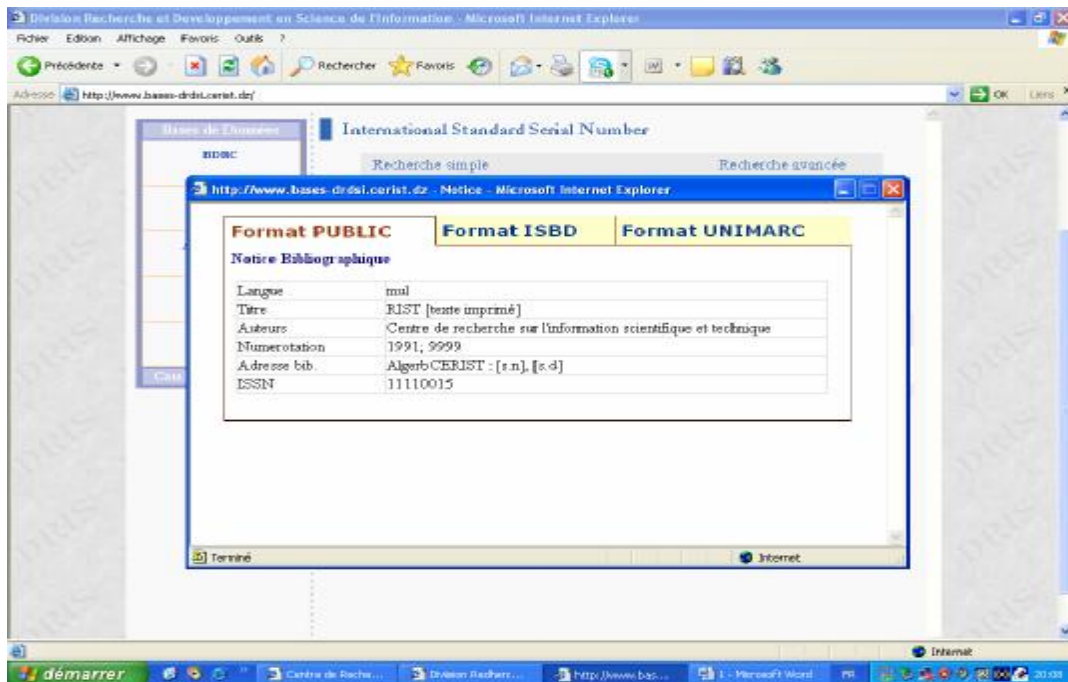 Division Recherche et Developpement en Science de l'Information - Microsoft Internet Explorer
Fichier Edition Affichage Favoris Outils ?
Précédente Rechercher Favoris
Adresse http://www.bases-drdsi.cerist.dz/ OK Liens
Bases de Données
International Standard Serial Number
BDBC
Recherche simple Recherche avancée
http://www.bases-drdsi.cerist.dz - Notice - Microsoft Internet Explorer
Format PUBLIC Format ISBD Format UNIMARC
Notice Bibliographique
Langue mul
Titre RIST [texte imprimé]
Auteurs Centre de recherche sur l'information scientifique et technique
Numerotation 1991; 9999
Adresse bib. CERIST : [s.n], [s.d]
ISSN 11110015
Terminé Internet
Internet
démarrer Centre de Reche... Division Recherc... http://www.bas... 1 - Microsoft Word FR 20:08